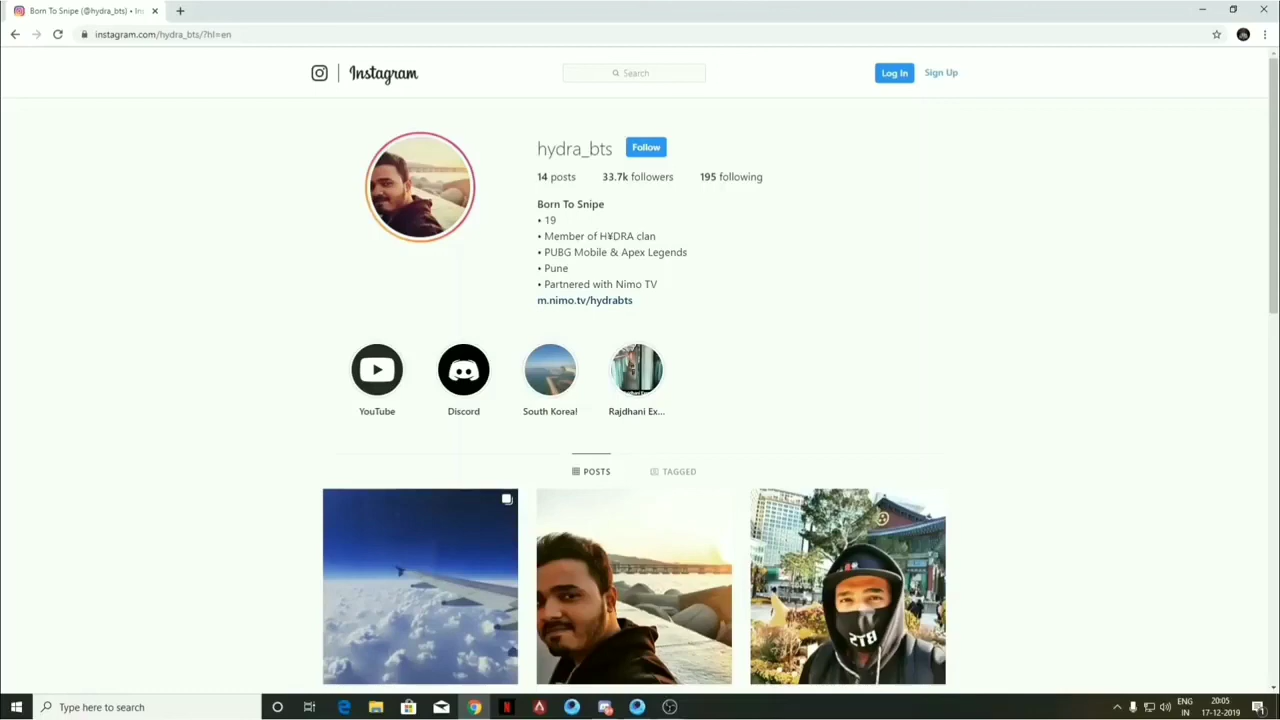 Born To Snipe (@hydra_bts) • In
instagram.com/hydra_bts/?hl=en
Instagram
Search
Log In
Sign Up
hydra_bts
Follow
14 posts 33.7k followers 195 following
Born To Snipe
• 19
• Member of H¥DRA clan
• PUBG Mobile & Apex Legends
• Pune
• Partnered with Nimo TV
m.nimo.tv/hydrabts
YouTube
Discord
South Korea!
Rajdhani Ex...
POSTS
TAGGED
BTS
Type here to search
ENG
IN
20:05
17-12-2019
1